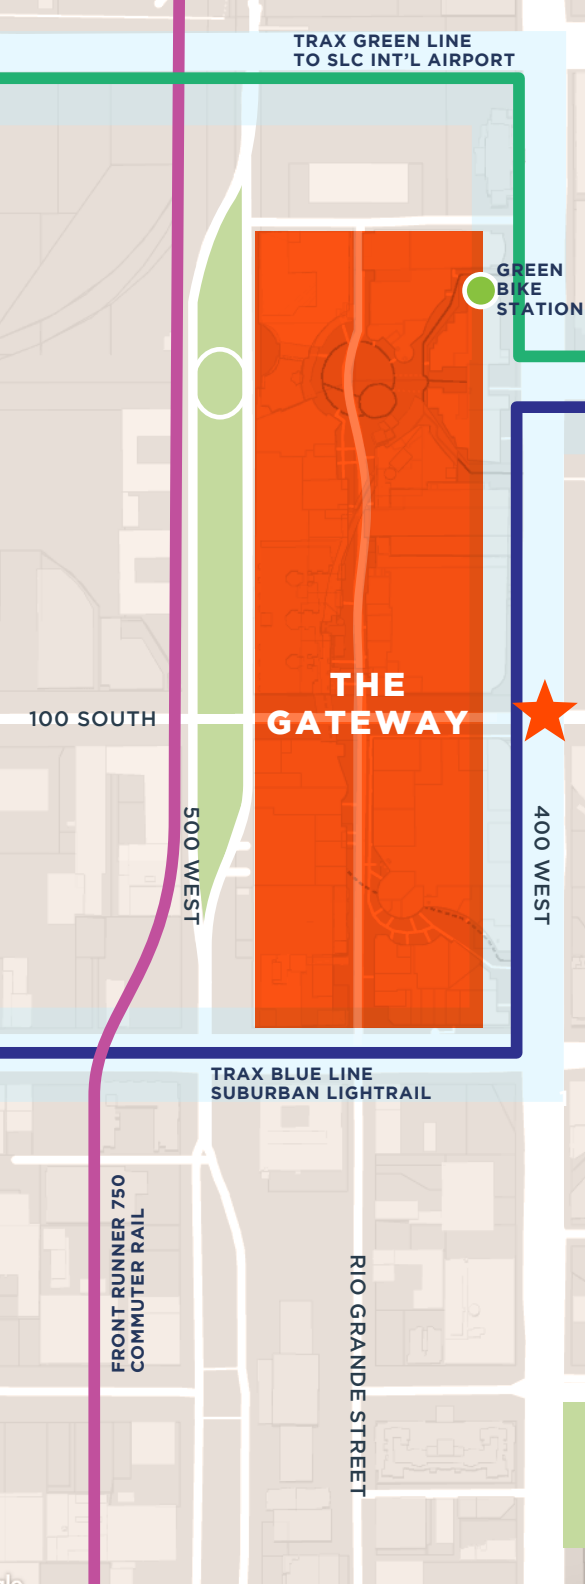 TRAX GREEN LINE
TO SLC INT'L AIRPORT
GREEN
BIKE
STATION
THE
GATEWAY
100 SOUTH
500 WEST
400 WEST
TRAX BLUE LINE
SUBURBAN LIGHTRAIL
FRONT RUNNER 750
COMMUTER RAIL
RIO GRANDE STREET